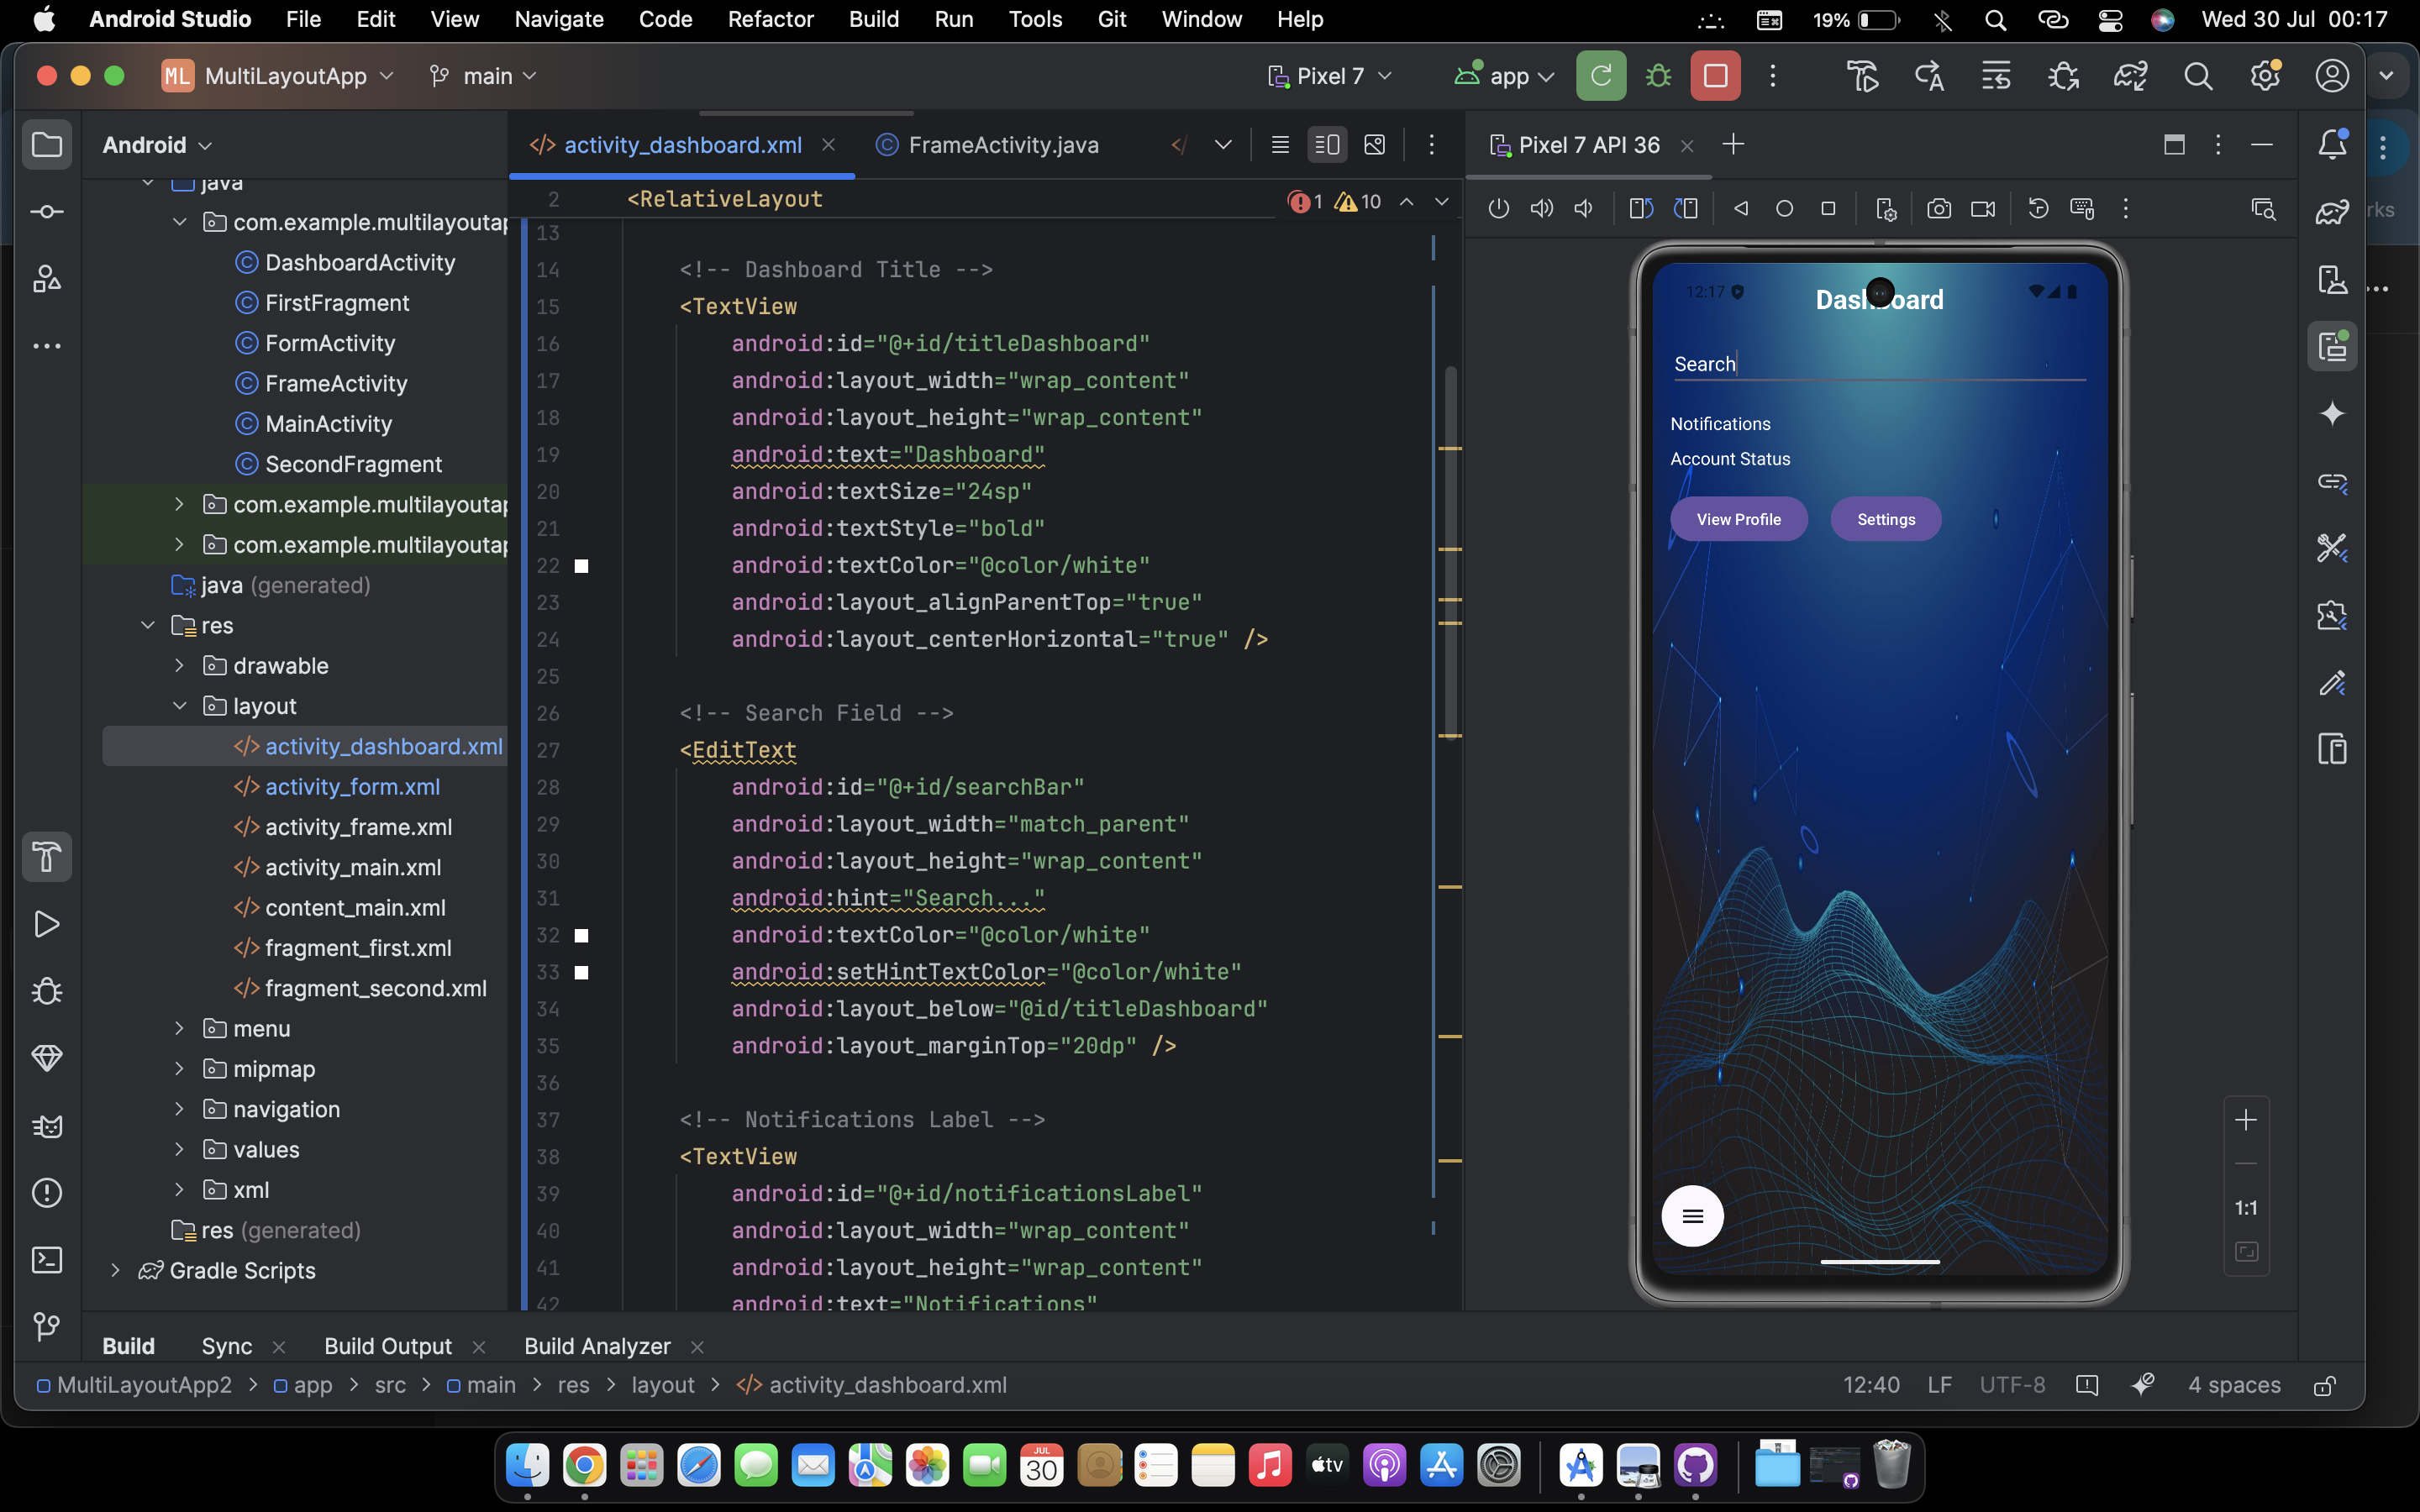 Android Studio File Edit View Navigate Code Refactor Build Run Tools Git Window Help 19% Wed 30 Jul 00:17
ML MultiLayoutApp main Pixel 7 app
Android
java
com.example.multilayoutap
DashboardActivity
FirstFragment
FormActivity
FrameActivity
MainActivity
SecondFragment
com.example.multilayoutap
com.example.multilayoutap
java (generated)
res
drawable
layout
activity_dashboard.xml
activity_form.xml
activity_frame.xml
activity_main.xml
content_main.xml
fragment_first.xml
fragment_second.xml
menu
mipmap
navigation
values
xml
res (generated)
Gradle Scripts
activity_dashboard.xml FrameActivity.java
2 <RelativeLayout 1 10
13
14 <!-- Dashboard Title -->
15 <TextView
16 android:id="@+id/titleDashboard"
17 android:layout_width="wrap_content"
18 android:layout_height="wrap_content"
19 android:text="Dashboard"
20 android:textSize="24sp"
21 android:textStyle="bold"
22 android:textColor="@color/white"
23 android:layout_alignParentTop="true"
24 android:layout_centerHorizontal="true" />
25
26 <!-- Search Field -->
27 <EditText
28 android:id="@+id/searchBar"
29 android:layout_width="match_parent"
30 android:layout_height="wrap_content"
31 android:hint="Search..."
32 android:textColor="@color/white"
33 android:setHintTextColor="@color/white"
34 android:layout_below="@id/titleDashboard"
35 android:layout_marginTop="20dp" />
36
37 <!-- Notifications Label -->
38 <TextView
39 android:id="@+id/notificationsLabel"
40 android:layout_width="wrap_content"
41 android:layout_height="wrap_content"
42 android:text="Notifications"
Pixel 7 API 36
12:17
Dashboard
Search
Notifications
Account Status
View Profile Settings
1:1
rks
Build Sync Build Output Build Analyzer
MultiLayoutApp2 > app > src > main > res > layout > activity_dashboard.xml 12:40 LF UTF-8 4 spaces
JUL
30
tv